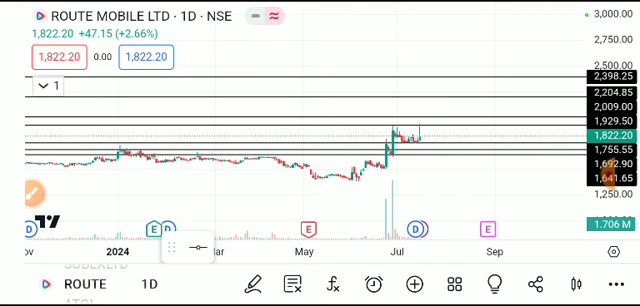 ROUTE MOBILE LTD · 1D · NSE
1,822.20 +47.15 (+2.66%)
1,822.20 0.00 1,822.20
1
3,000.00
2,750.00
2,500.00
2,398.25
2,204.85
2,009.00
1,929.50
1,822.20
1,755.55
1,692.90
1,641.65
1,250.00
1.706 M
D E D E D E
2024 Mar May Jul Sep
SUBEXLTD
ROUTE 1D